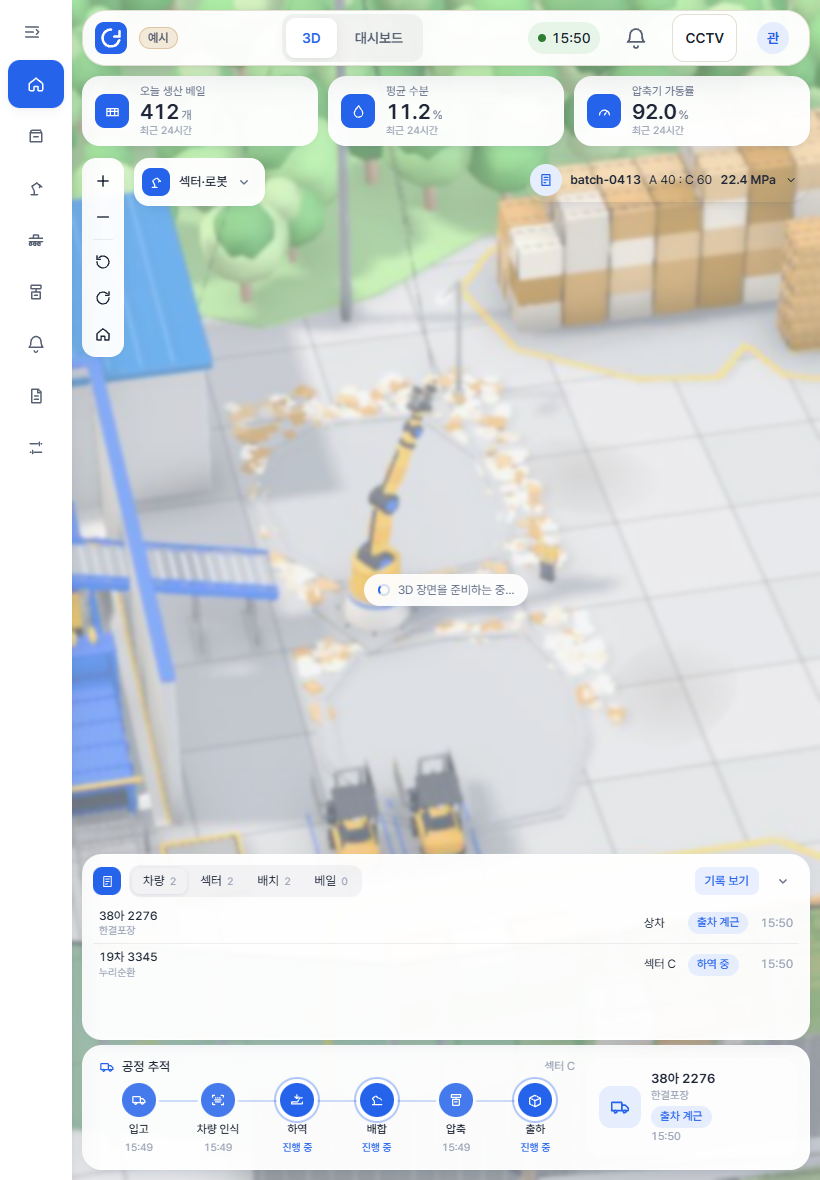 예시
3D
대시보드
15:50
CCTV
관
오늘 생산 베일
412개
최근 24시간
평균 수분
11.2%
최근 24시간
압축기 가동률
92.0%
최근 24시간
섹터·로봇
batch-0413 A 40 : C 60 22.4 MPa
3D 장면을 준비하는 중...
차량 2
섹터 2
배치 2
베일 0
기록 보기
38아 2276
한결포장
상차
출차 계근
15:50
19차 3345
누리순환
섹터 C
하역 중
15:50
공정 추적
섹터 C
입고
15:49
차량 인식
15:49
하역
진행 중
배합
진행 중
압축
15:49
출하
진행 중
38아 2276
한결포장
출차 계근
15:50